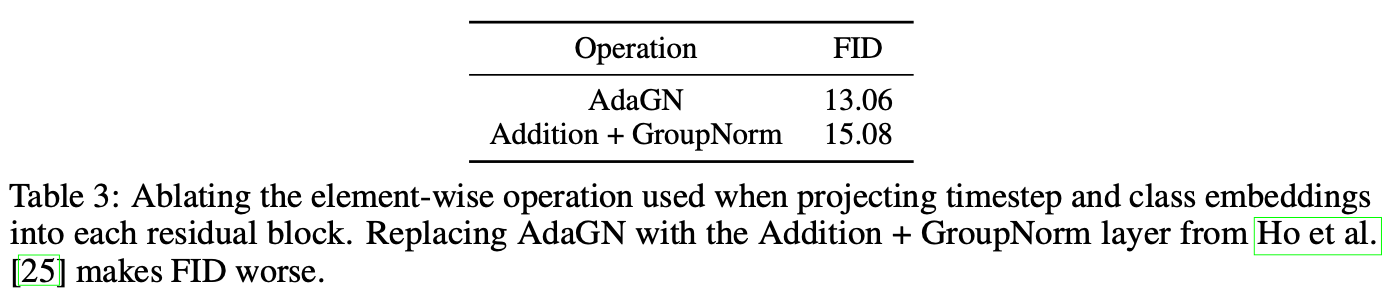 Operation FID
AdaGN 13.06
Addition + GroupNorm 15.08
Table 3: Ablating the element-wise operation used when projecting timestep and class embeddings
into each residual block. Replacing AdaGN with the Addition + GroupNorm layer from Ho et al.
[25] makes FID worse.